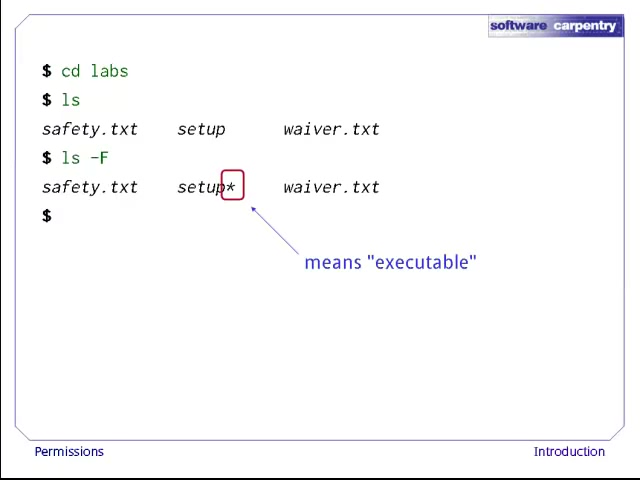 software carpentry
$ cd labs
$ ls
safety.txt setup waiver.txt
$ ls -F
safety.txt setup* waiver.txt
$
means "executable"
Permissions Introduction